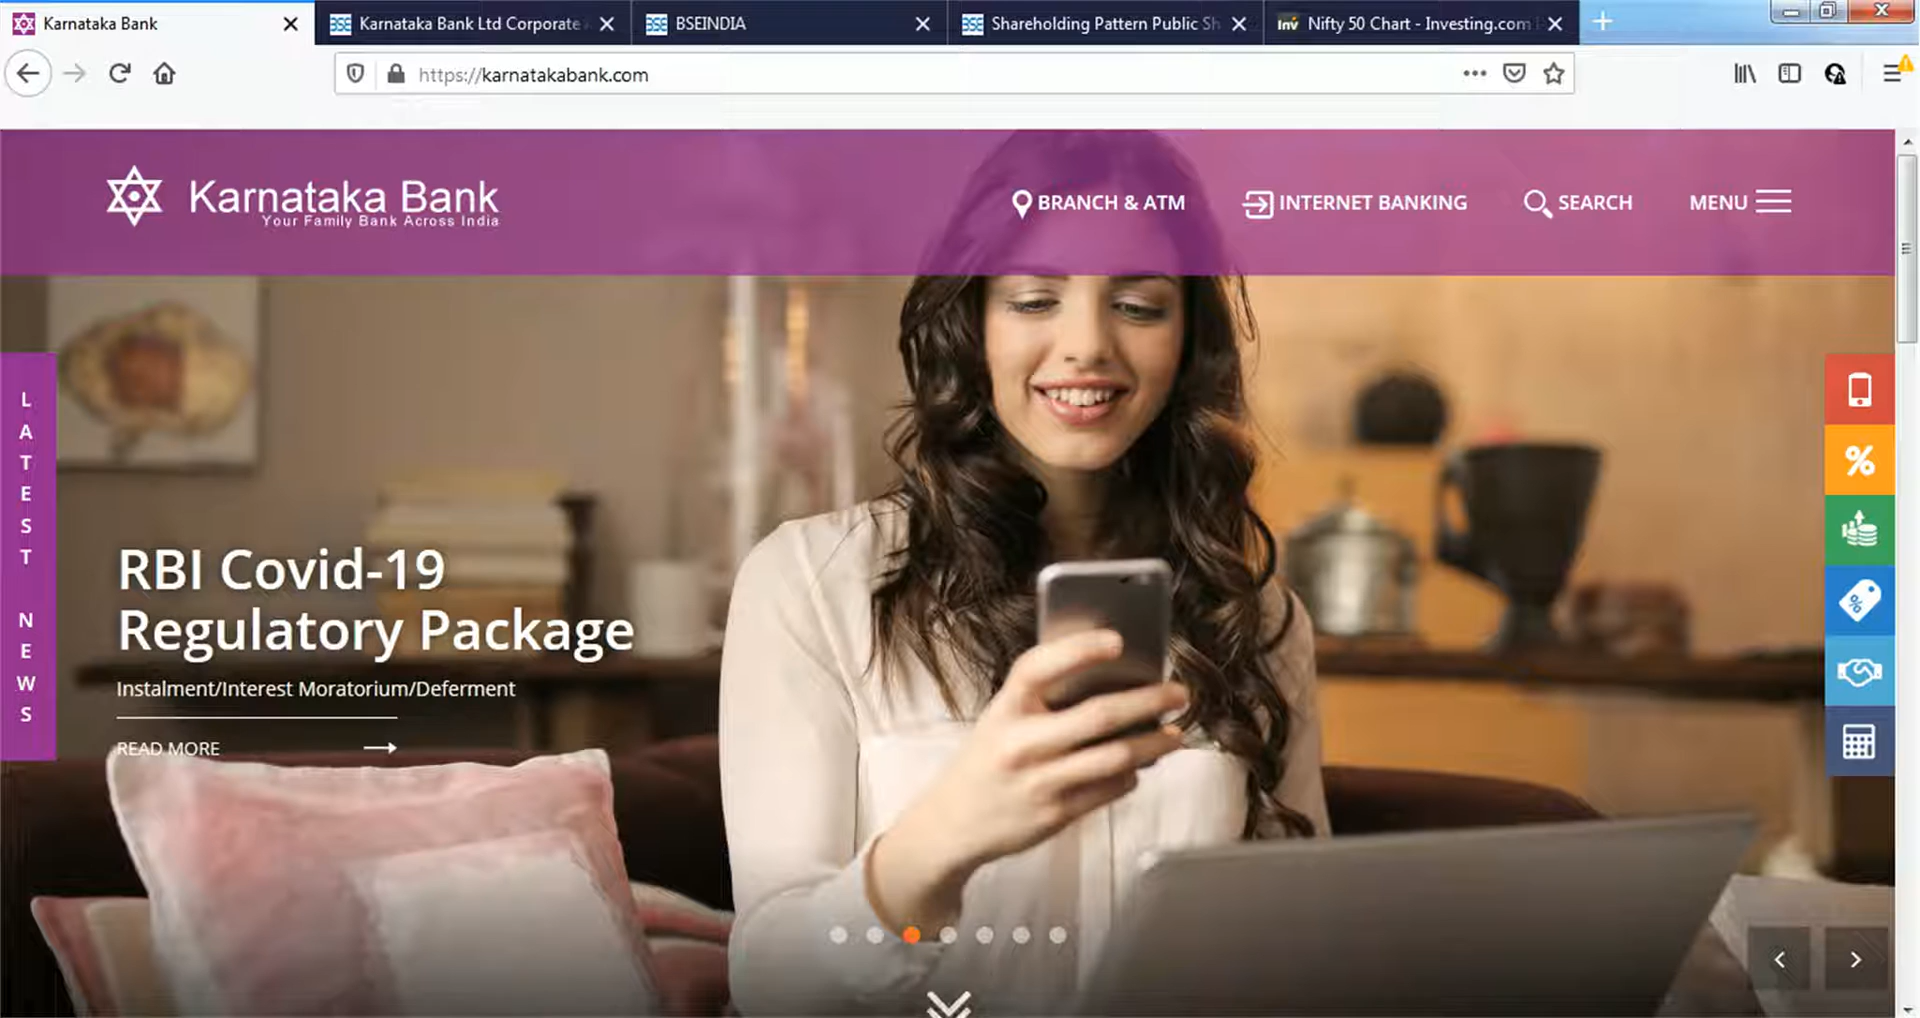 Karnataka Bank
Karnataka Bank Ltd Corporate
BSEINDIA
Shareholding Pattern Public Sh
Nifty 50 Chart - Investing.com
https://karnatakabank.com
Karnataka Bank
Your Family Bank Across India
BRANCH & ATM
INTERNET BANKING
SEARCH
MENU
LATEST NEWS
RBI Covid-19
Regulatory Package
Instalment/Interest Moratorium/Deferment
READ MORE